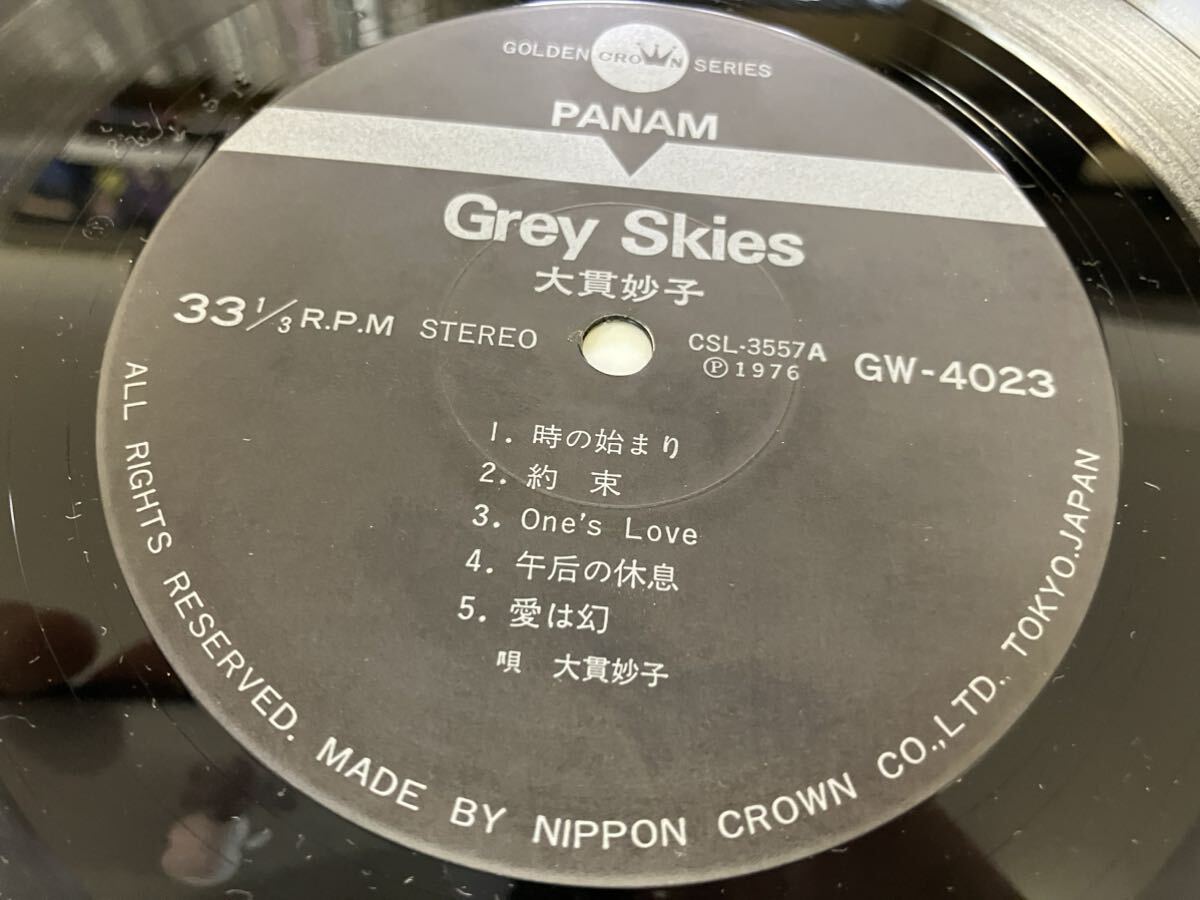 GOLDEN CROWN SERIES
PANAM
Grey Skies
大貫妙子
33 1/3 R.P.M STEREO
CSL-3557A
Ⓟ1976
GW-4023
1. 時の始まり
2. 約 束
3. One's Love
4. 午后の休息
5. 愛は幻
唄 大貫妙子
ALL RIGHTS RESERVED. MADE BY NIPPON CROWN CO.,LTD., TOKYO.JAPAN